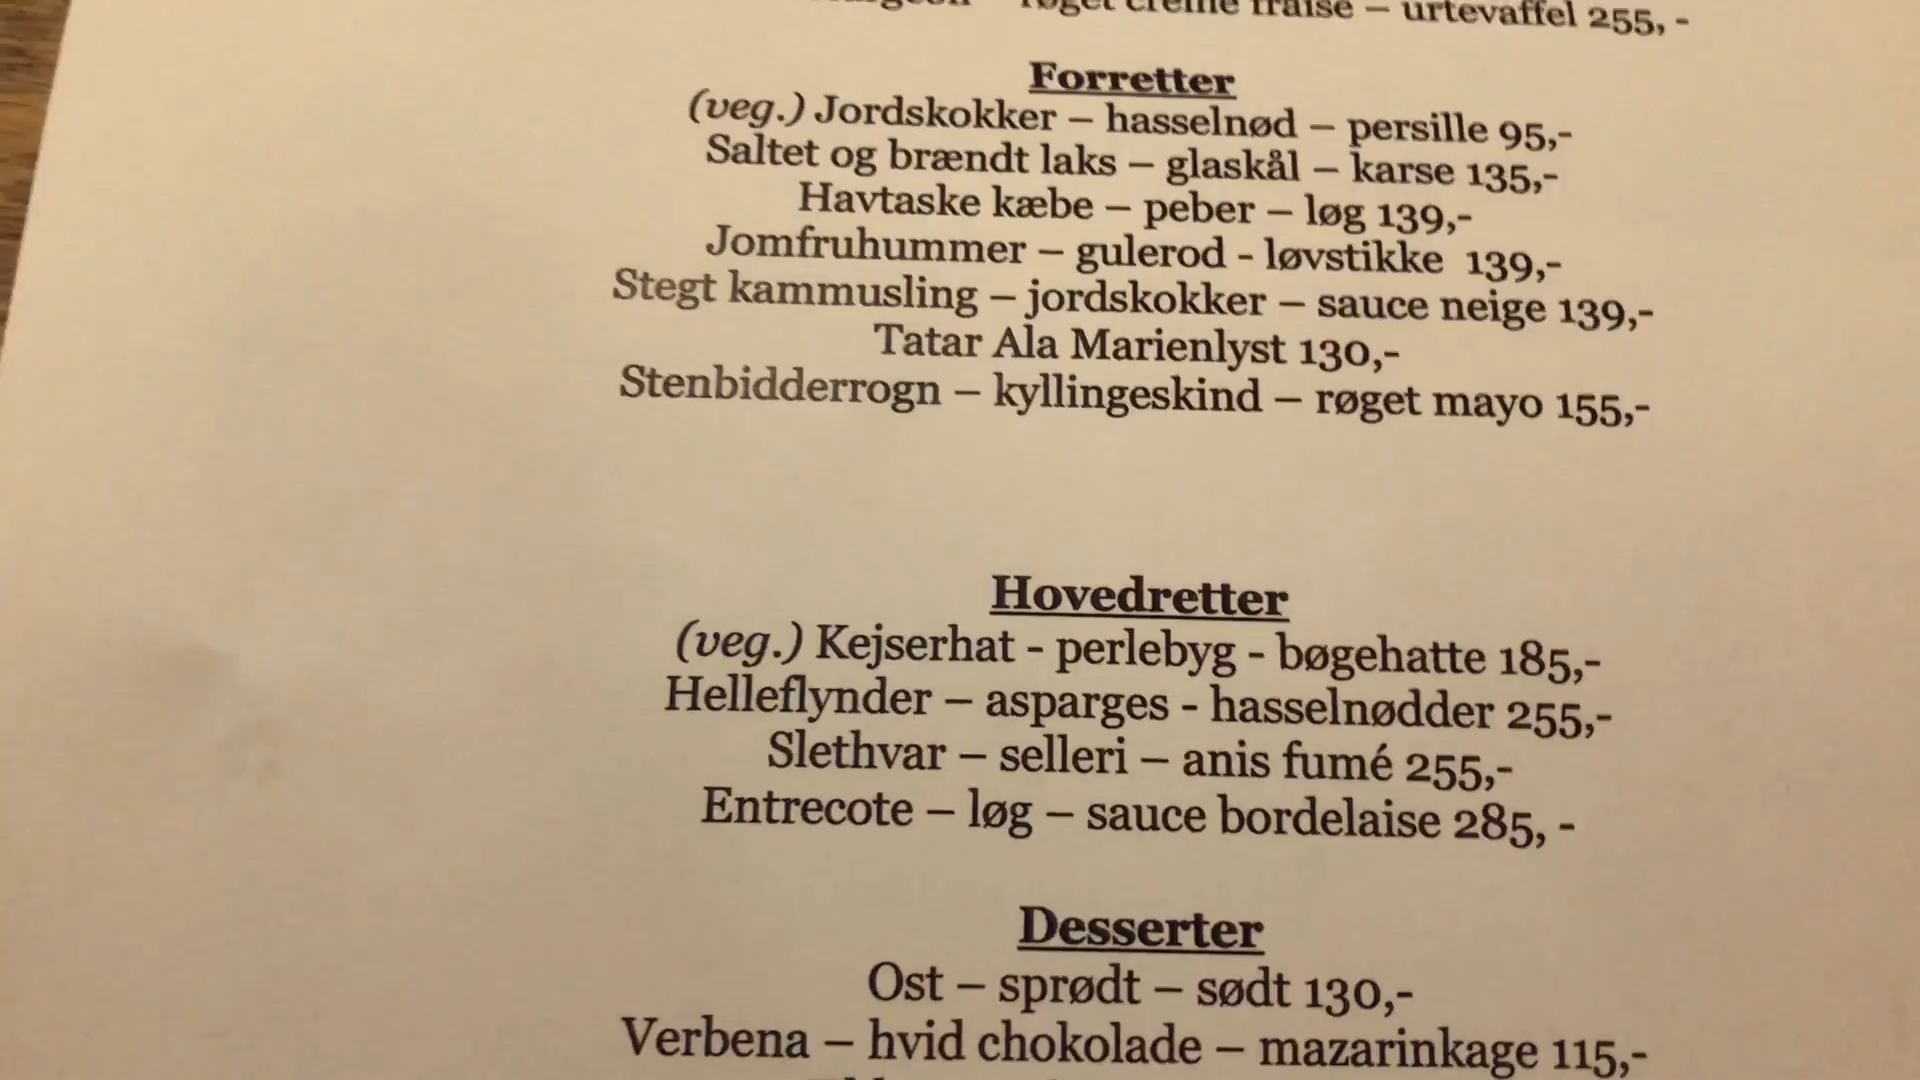 røget creme fraise – urtevaffel 255, -
Forretter
(veg.) Jordskokker – hasselnød – persille 95,-
Saltet og brændt laks – glaskål – karse 135,-
Havtaske kæbe – peber – løg 139,-
Jomfruhummer – gulerod - løvstikke 139,-
Stegt kammusling – jordskokker – sauce neige 139,-
Tatar Ala Marienlyst 130,-
Stenbidderrogn – kyllingeskind – røget mayo 155,-
Hovedretter
(veg.) Kejserhat - perlebyg - bøgehatte 185,-
Helleflynder – asparges - hasselnødder 255,-
Slethvar – selleri – anis fumé 255,-
Entrecote – løg – sauce bordelaise 285, -
Desserter
Ost – sprødt – sødt 130,-
Verbena – hvid chokolade – mazarinkage 115,-